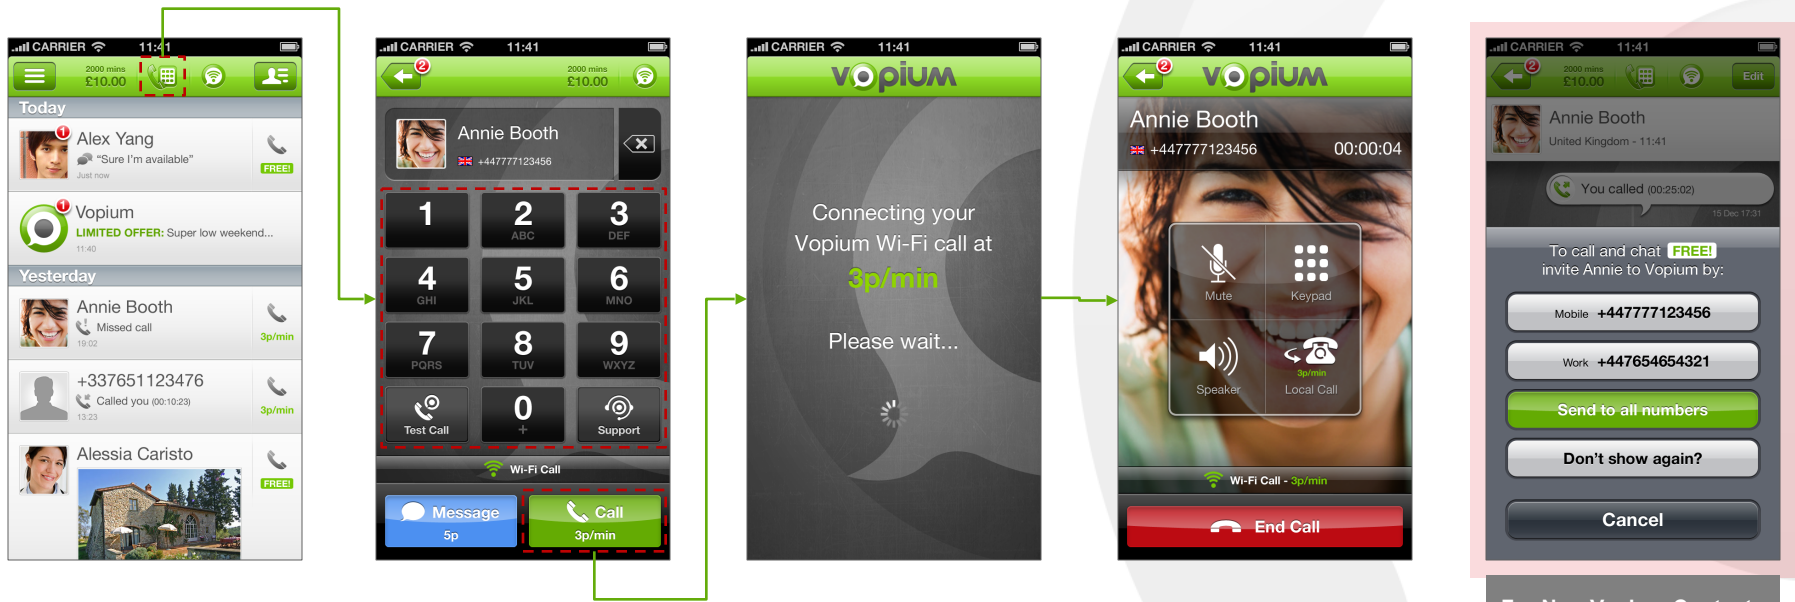 CARRIER 11:41
2000 mins
£10.00
Today
1
Alex Yang
“Sure I’m available”
Just now
FREE!
1
Vopium
LIMITED OFFER: Super low weekend...
11:40
Yesterday
Annie Booth
Missed call
19:02
3p/min
+337651123476
Called you (00:10:23)
13:23
3p/min
Alessia Caristo
FREE!
CARRIER 11:41
2
2000 mins
£10.00
Annie Booth
+447777123456
1
2
ABC
3
DEF
4
GHI
5
JKL
6
MNO
7
PQRS
8
TUV
9
WXYZ
Test Call
0
+
Support
Wi-Fi Call
Message
5p
Call
3p/min
CARRIER 11:41
vopium
Connecting your
Vopium Wi-Fi call at
3p/min
Please wait...
CARRIER 11:41
2
vopium
Annie Booth
+447777123456 00:00:04
Mute
Keypad
Speaker
3p/min
Local Call
Wi-Fi Call - 3p/min
End Call
CARRIER 11:41
2
2000 mins
£10.00
Edit
Annie Booth
United Kingdom - 11:41
You called (00:25:02)
15 Dec 17:31
To call and chat FREE!
invite Annie to Vopium by:
Mobile +447777123456
Work +447654654321
Send to all numbers
Don’t show again?
Cancel